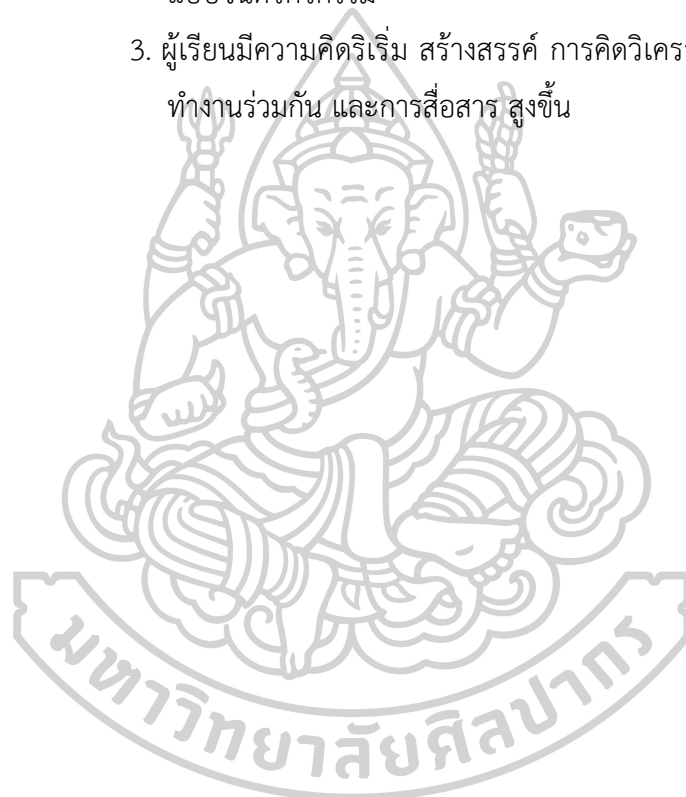 3. ผู้เรียนมีความคิดริเริ่ม สร้างสรรค์ การคิดวิเครา
ทำงานร่วมกัน และการสื่อสาร สูงขึ้น
มหาวิทยาลัยศิลปากร